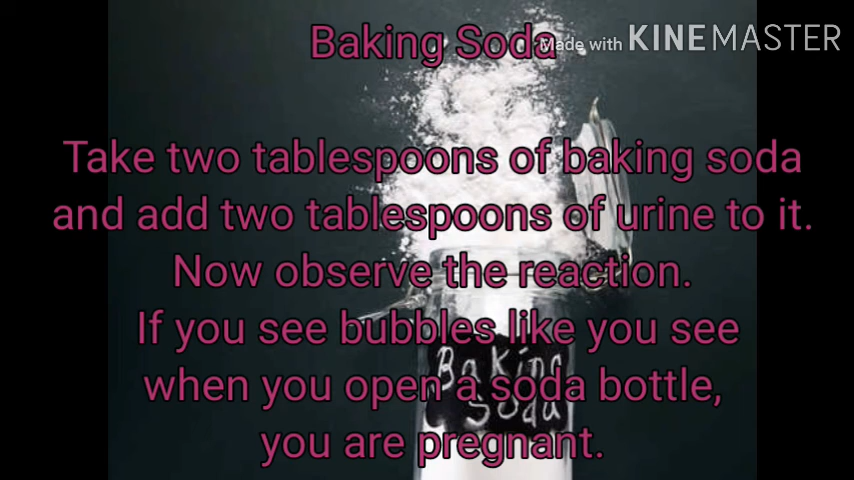 Baking Soda
Made with KINEMASTER
Take two tablespoons of baking soda
and add two tablespoons of urine to it.
Now observe the reaction.
If you see bubbles like you see
when you open a soda bottle,
you are pregnant.
Baking
Soda